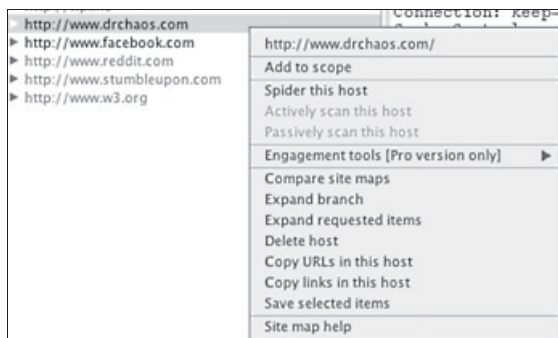 Connection: keep-
http://www.drchaos.com
http://www.facebook.com
http://www.reddit.com
http://www.stumbleupon.com
http://www.w3.org
http://www.drchaos.com/
Add to scope
Spider this host
Actively scan this host
Passively scan this host
Engagement tools [Pro version only]
Compare site maps
Expand branch
Expand requested items
Delete host
Copy URLs in this host
Copy links in this host
Save selected items
Site map help